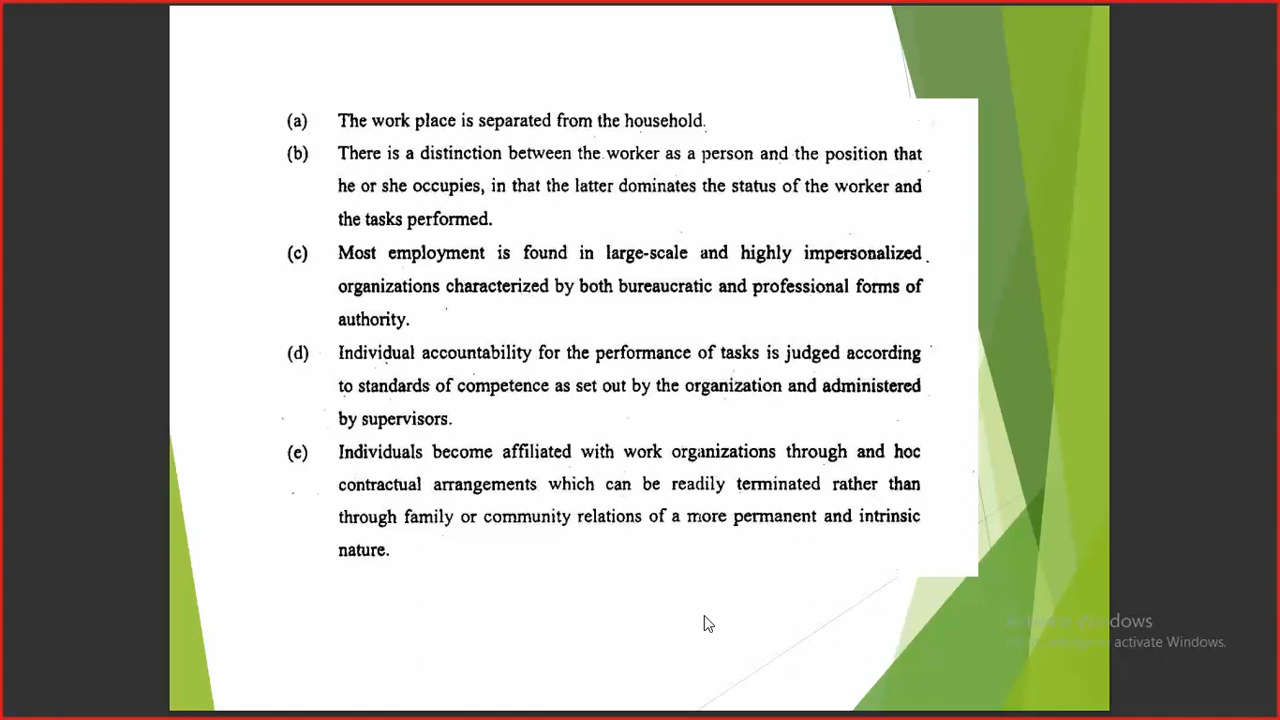 (a) The work place is separated from the household.
(b) There is a distinction between the worker as a person and the position that
he or she occupies, in that the latter dominates the status of the worker and
the tasks performed.
(c) Most employment is found in large-scale and highly impersonalized
organizations characterized by both bureaucratic and professional forms of
authority.
(d) Individual accountability for the performance of tasks is judged according
to standards of competence as set out by the organization and administered
by supervisors.
(e) Individuals become affiliated with work organizations through and hoc
contractual arrangements which can be readily terminated rather than
through family or community relations of a more permanent and intrinsic
nature.
Activate Windows
activate Windows.